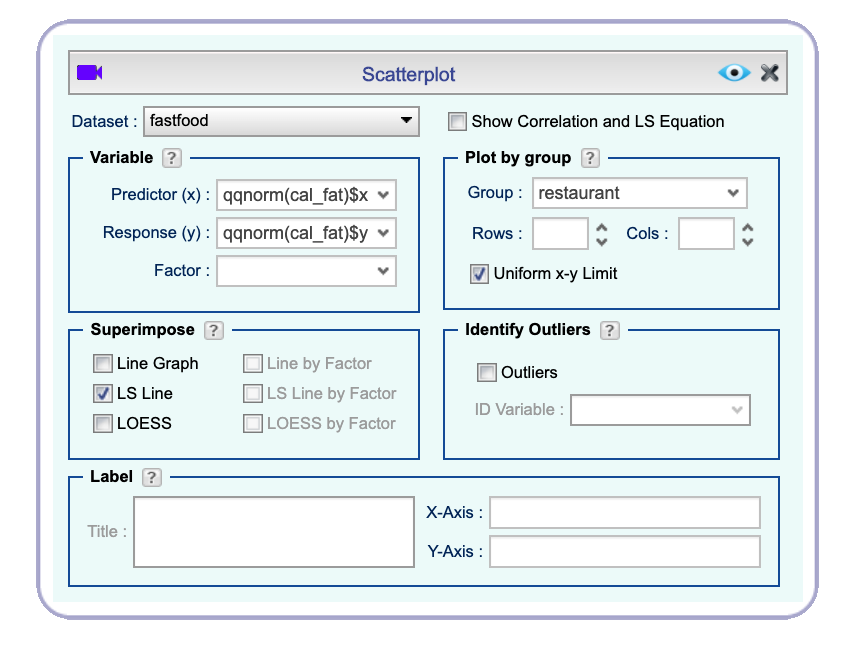 Scatterplot
Dataset : fastfood
Show Correlation and LS Equation
Variable ?
Predictor (x) : qqnorm(cal_fat)$x
Response (y) : qqnorm(cal_fat)$y
Factor :
Plot by group ?
Group : restaurant
Rows : Cols :
Uniform x-y Limit
Superimpose ?
Line Graph Line by Factor
LS Line LS Line by Factor
LOESS LOESS by Factor
Identify Outliers ?
Outliers
ID Variable :
Label ?
Title :
X-Axis :
Y-Axis :